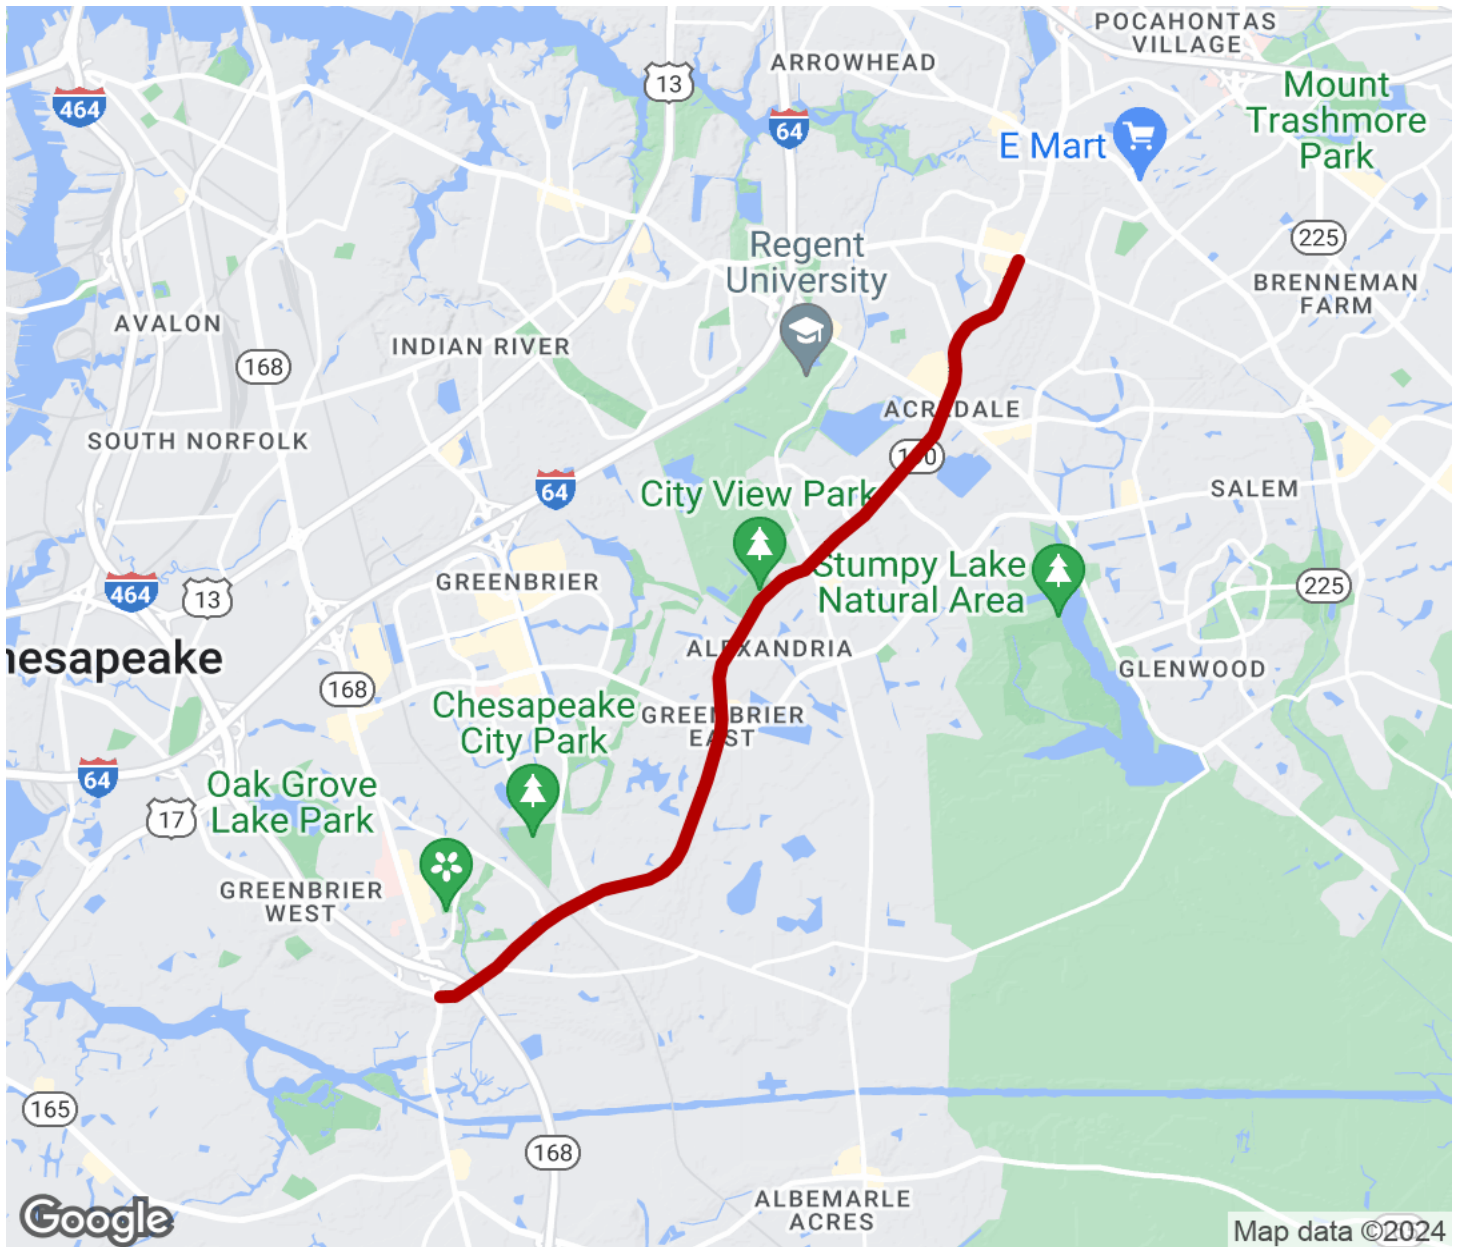 POCAHONTAS
VILLAGE
ARROWHEAD
13
464
64
Mount
Trashmore
Park
E Mart
225
Regent
University
BRENNEMAN
FARM
AVALON
INDIAN RIVER
168
ACREDALE
SOUTH NORFOLK
64
City View Park
SALEM
GREENBRIER
Stumpy Lake
Natural Area
225
464
13
ALEXANDRIA
hesapeake
GLENWOOD
168
Chesapeake
City Park
GREENBRIER
EAST
64
Oak Grove
Lake Park
17
GREENBRIER
WEST
165
168
ALBEMARLE
ACRES
Google
Map data ©2024